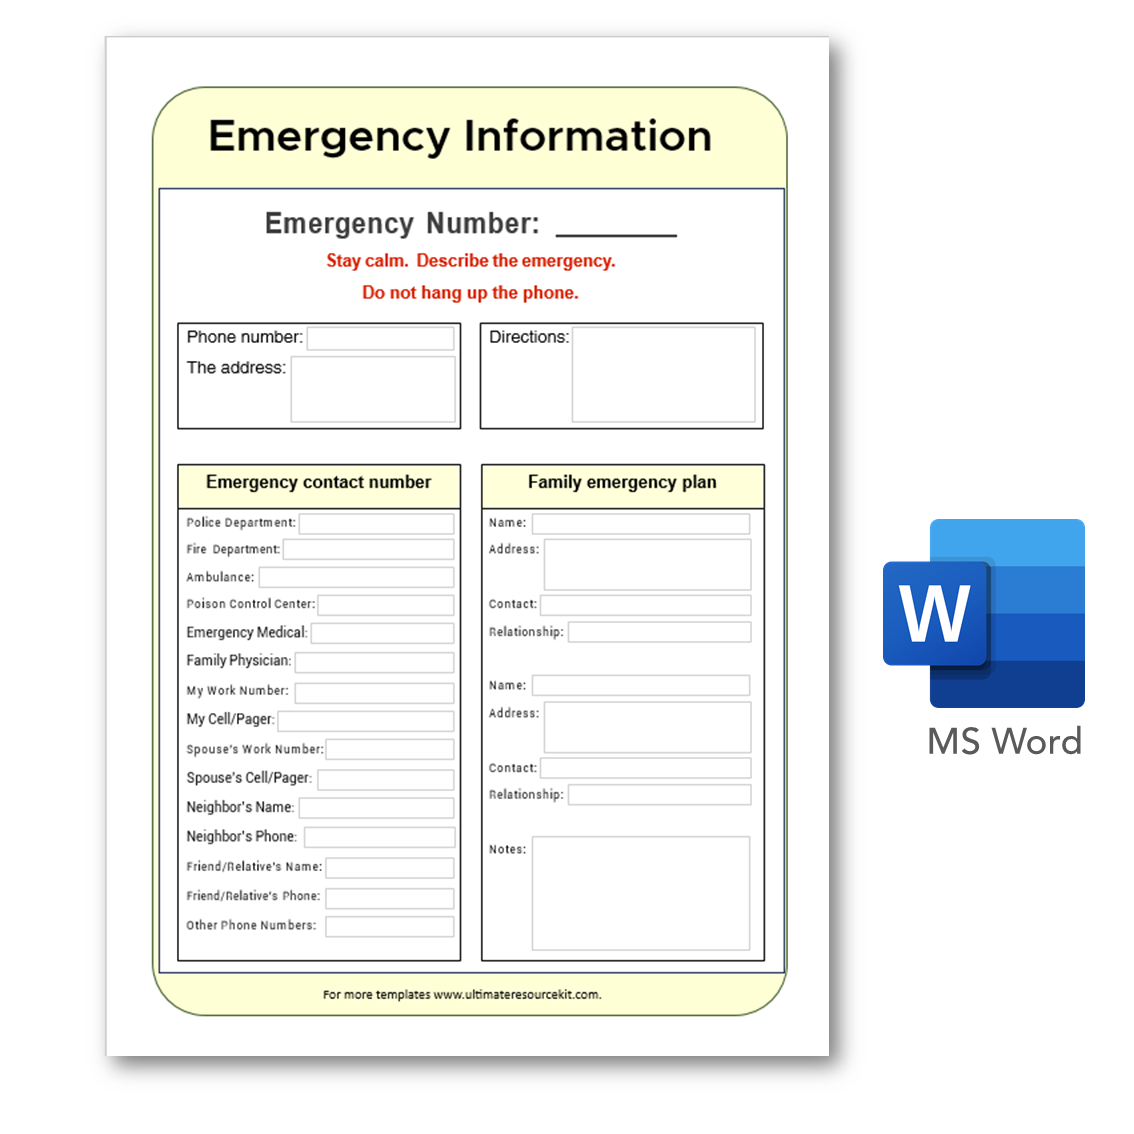 Emergency Information
Emergency Number: ________
Stay calm. Describe the emergency.
Do not hang up the phone.
Phone number:
The address:
Directions:
Emergency contact number
Police Department:
Fire Department:
Ambulance:
Poison Control Center:
Emergency Medical:
Family Physician:
My Work Number:
My Cell/Pager:
Spouse's Work Number:
Spouse's Cell/Pager:
Neighbor's Name:
Neighbor's Phone:
Friend/Relative's Name:
Friend/Relative's Phone:
Other Phone Numbers:
Family emergency plan
Name:
Address:
Contact:
Relationship:
Name:
Address:
Contact:
Relationship:
Notes:
For more templates www.ultimateresourcekit.com.
W
MS Word